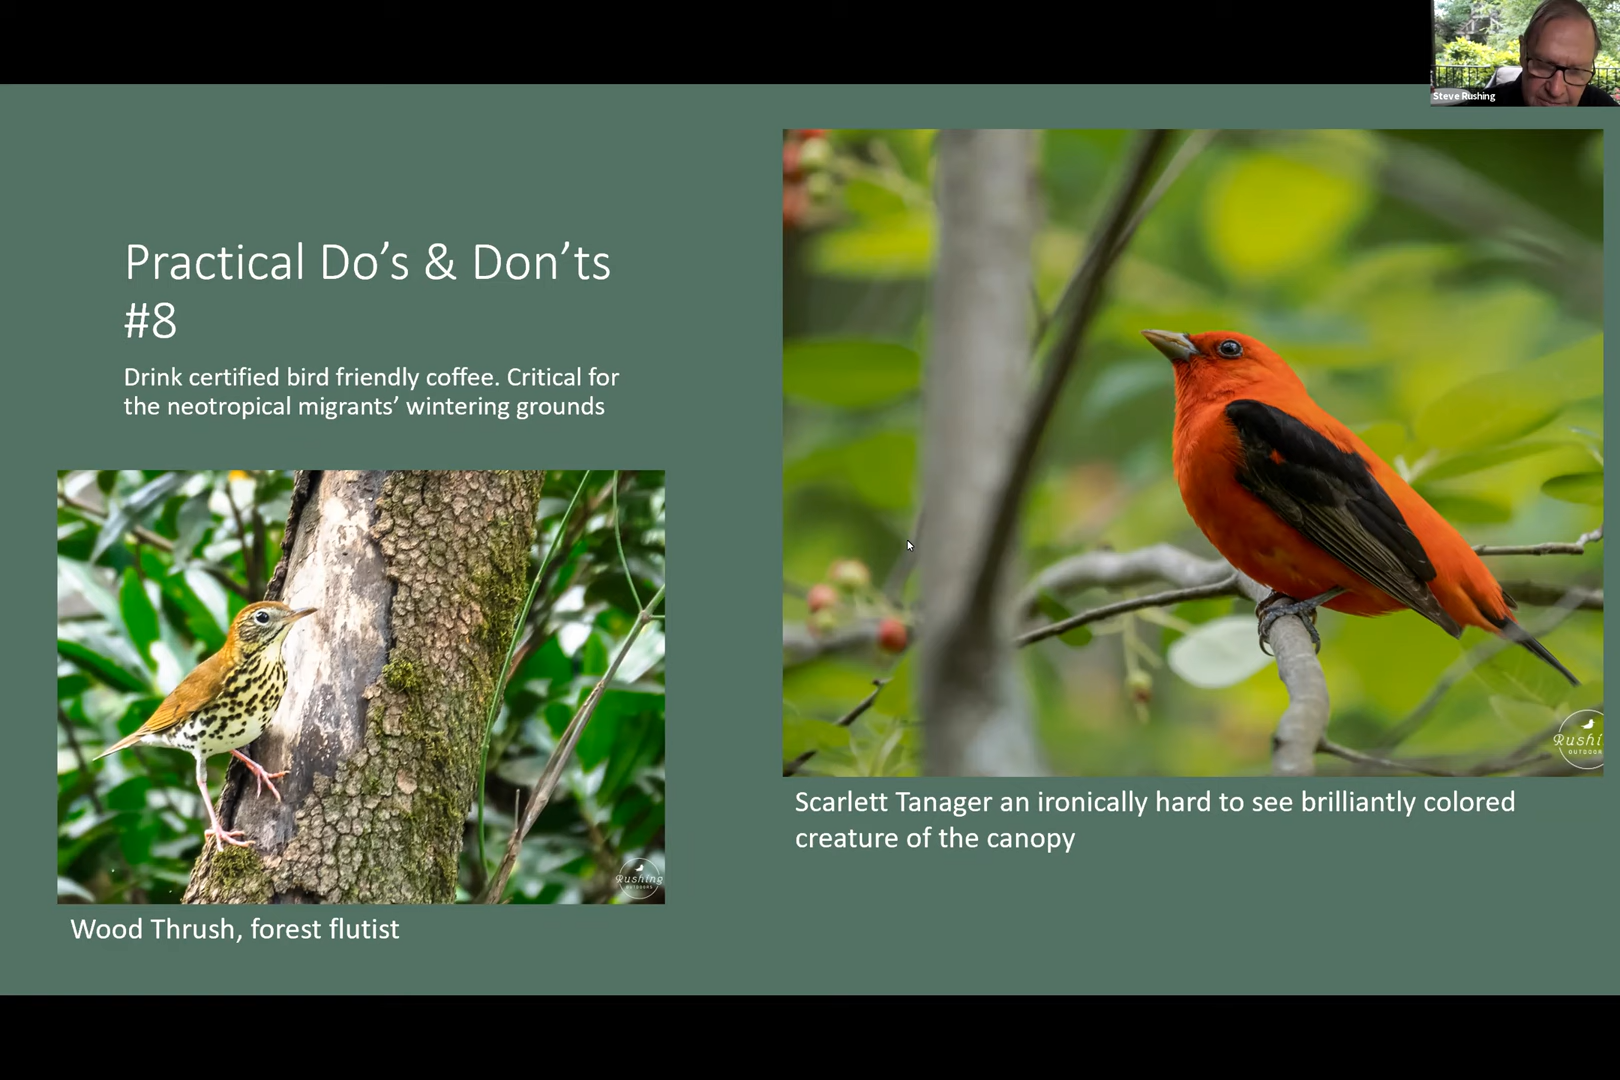 Steve Rushing
Practical Do’s & Don’ts
#8
Drink certified bird friendly coffee. Critical for
the neotropical migrants’ wintering grounds
Rushi
OUTDOOR
Scarlett Tanager an ironically hard to see brilliantly colored
creature of the canopy
Rushing
OUTDOORS
Wood Thrush, forest flutist